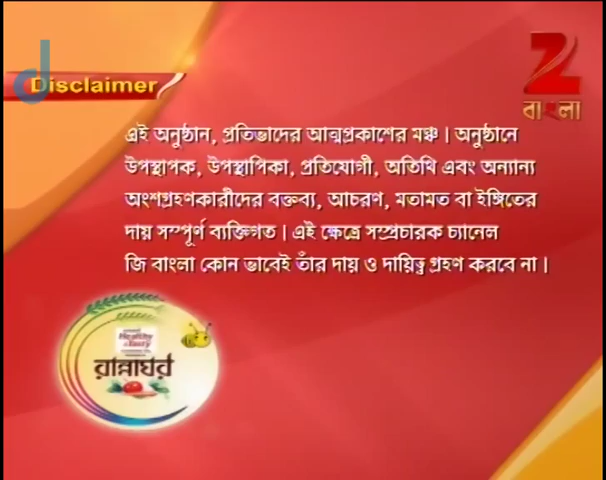 Disclaimer
বাংলা
এই অনুষ্ঠান, প্রতিভাদের আত্মপ্রকাশের মঞ্চ | অনুষ্ঠানে
উপস্থাপক, উপস্থাপিকা, প্রতিযোগী, অতিথি এবং অন্যান্য
অংশগ্রহণকারীদের বক্তব্য, আচরণ, মতামত বা ইঙ্গিতের
দায় সম্পূর্ণ ব্যক্তিগত | এই ক্ষেত্রে সম্প্রচারক চ্যানেল
জি বাংলা কোন ভাবেই তাঁর দায় ও দায়িত্ব গ্রহণ করবে না |
Healthy
Tasty
রান্নাঘর